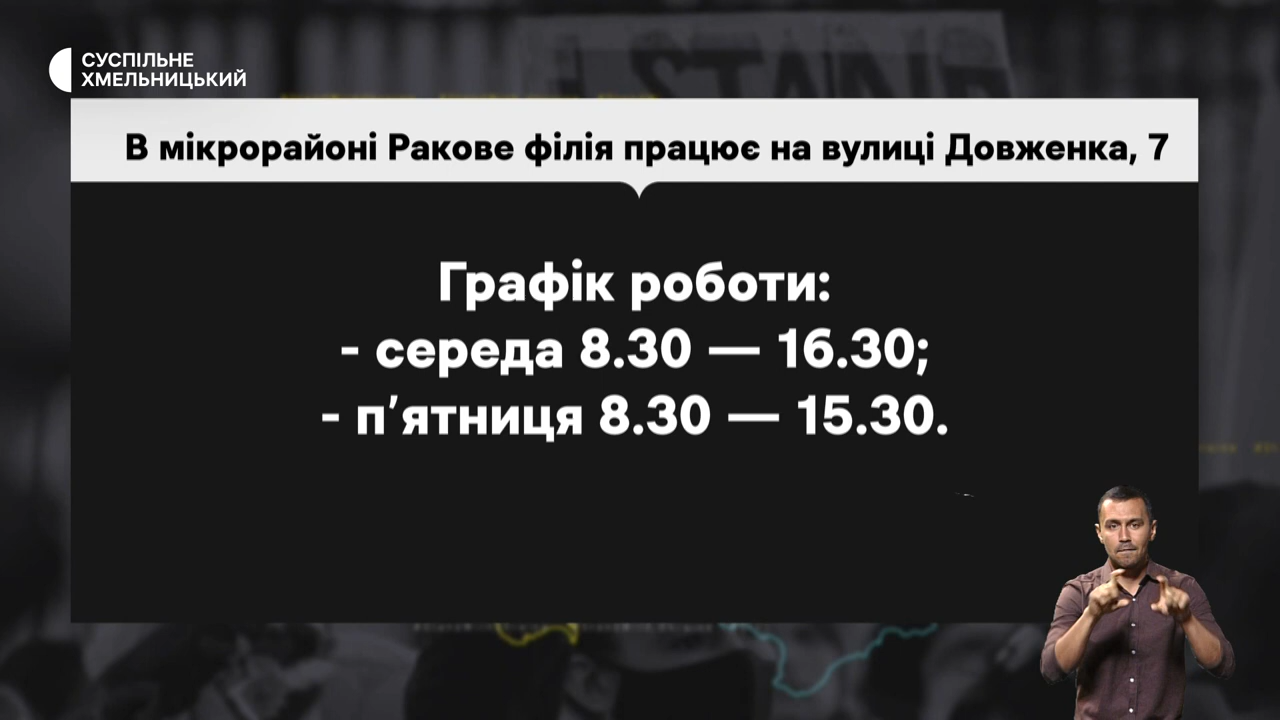 СУСПІЛЬНЕ
ХМЕЛЬНИЦЬКИЙ
В мікрорайоні Ракове філія працює на вулиці Довженка, 7
Графік роботи:
- середа 8.30 — 16.30;
- п’ятниця 8.30 — 15.30.